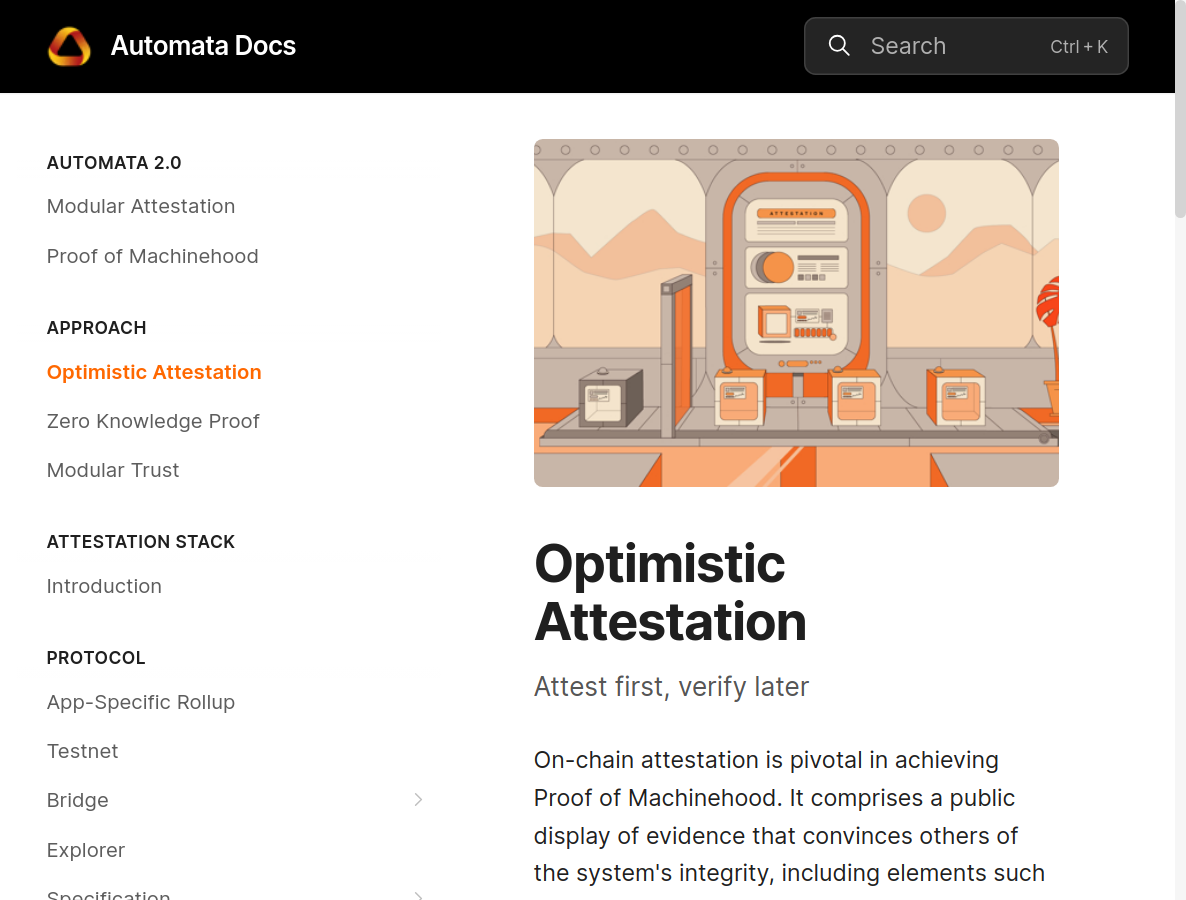 Automata Docs
Search
Ctrl + K
AUTOMATA 2.0
Modular Attestation
Proof of Machinehood
APPROACH
Optimistic Attestation
Zero Knowledge Proof
Modular Trust
ATTESTATION STACK
Introduction
PROTOCOL
App-Specific Rollup
Testnet
Bridge
Explorer
Specification
ATTESTATION
Optimistic
Attestation
Attest first, verify later
On-chain attestation is pivotal in achieving
Proof of Machinehood. It comprises a public
display of evidence that convinces others of
the system's integrity, including elements such